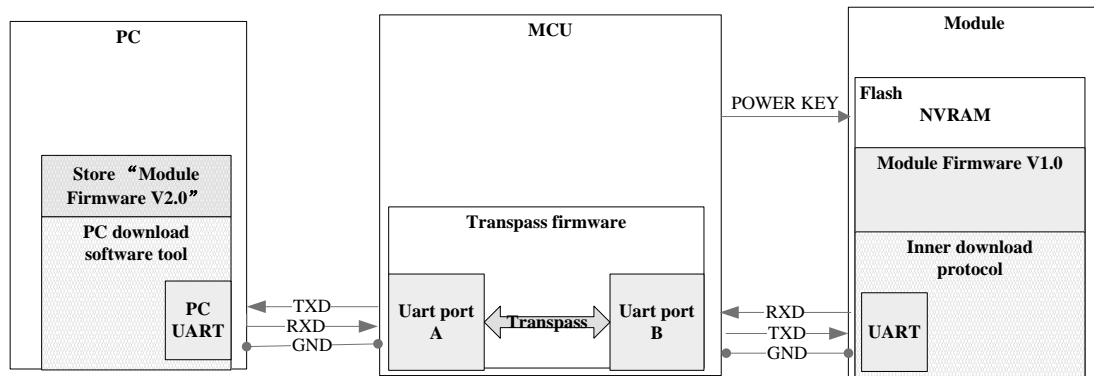 PC
Store “Module
Firmware V2.0”
PC download
software tool
PC
UART
TXD
RXD
GND
MCU
Transpass firmware
Uart port
A
Transpass
Uart port
B
POWER KEY
RXD
TXD
GND
Module
Flash
NVRAM
Module Firmware V1.0
Inner download
protocol
UART